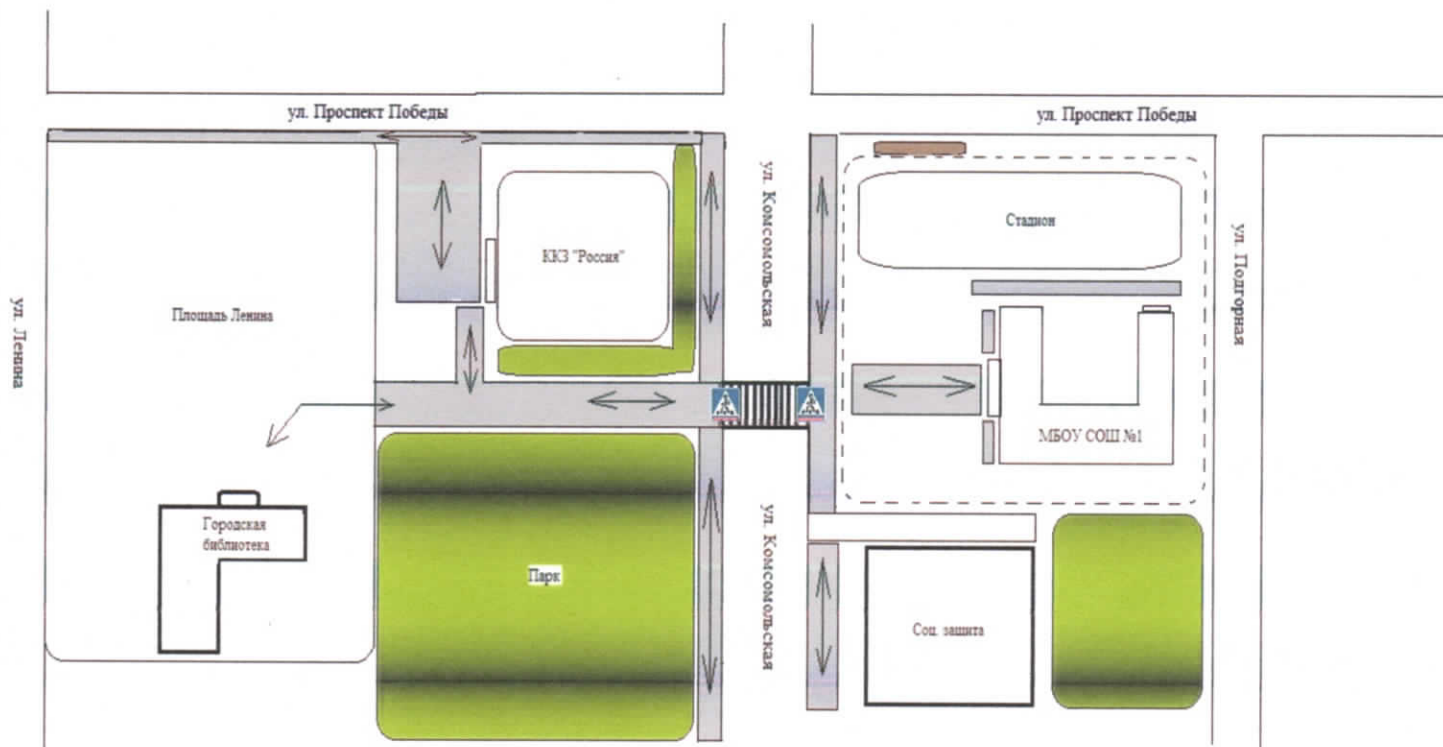 ул. Проспект Победы
ул. Проспект Победы
ул. Комсомольская
Стадион
ККЗ "Россия"
ул. Подгорная
ул. Ленина
Площадь Ленина
МБОУ СОШ №1
Городская
библиотека
ул. Комсомольская
Парк
Соц. защита